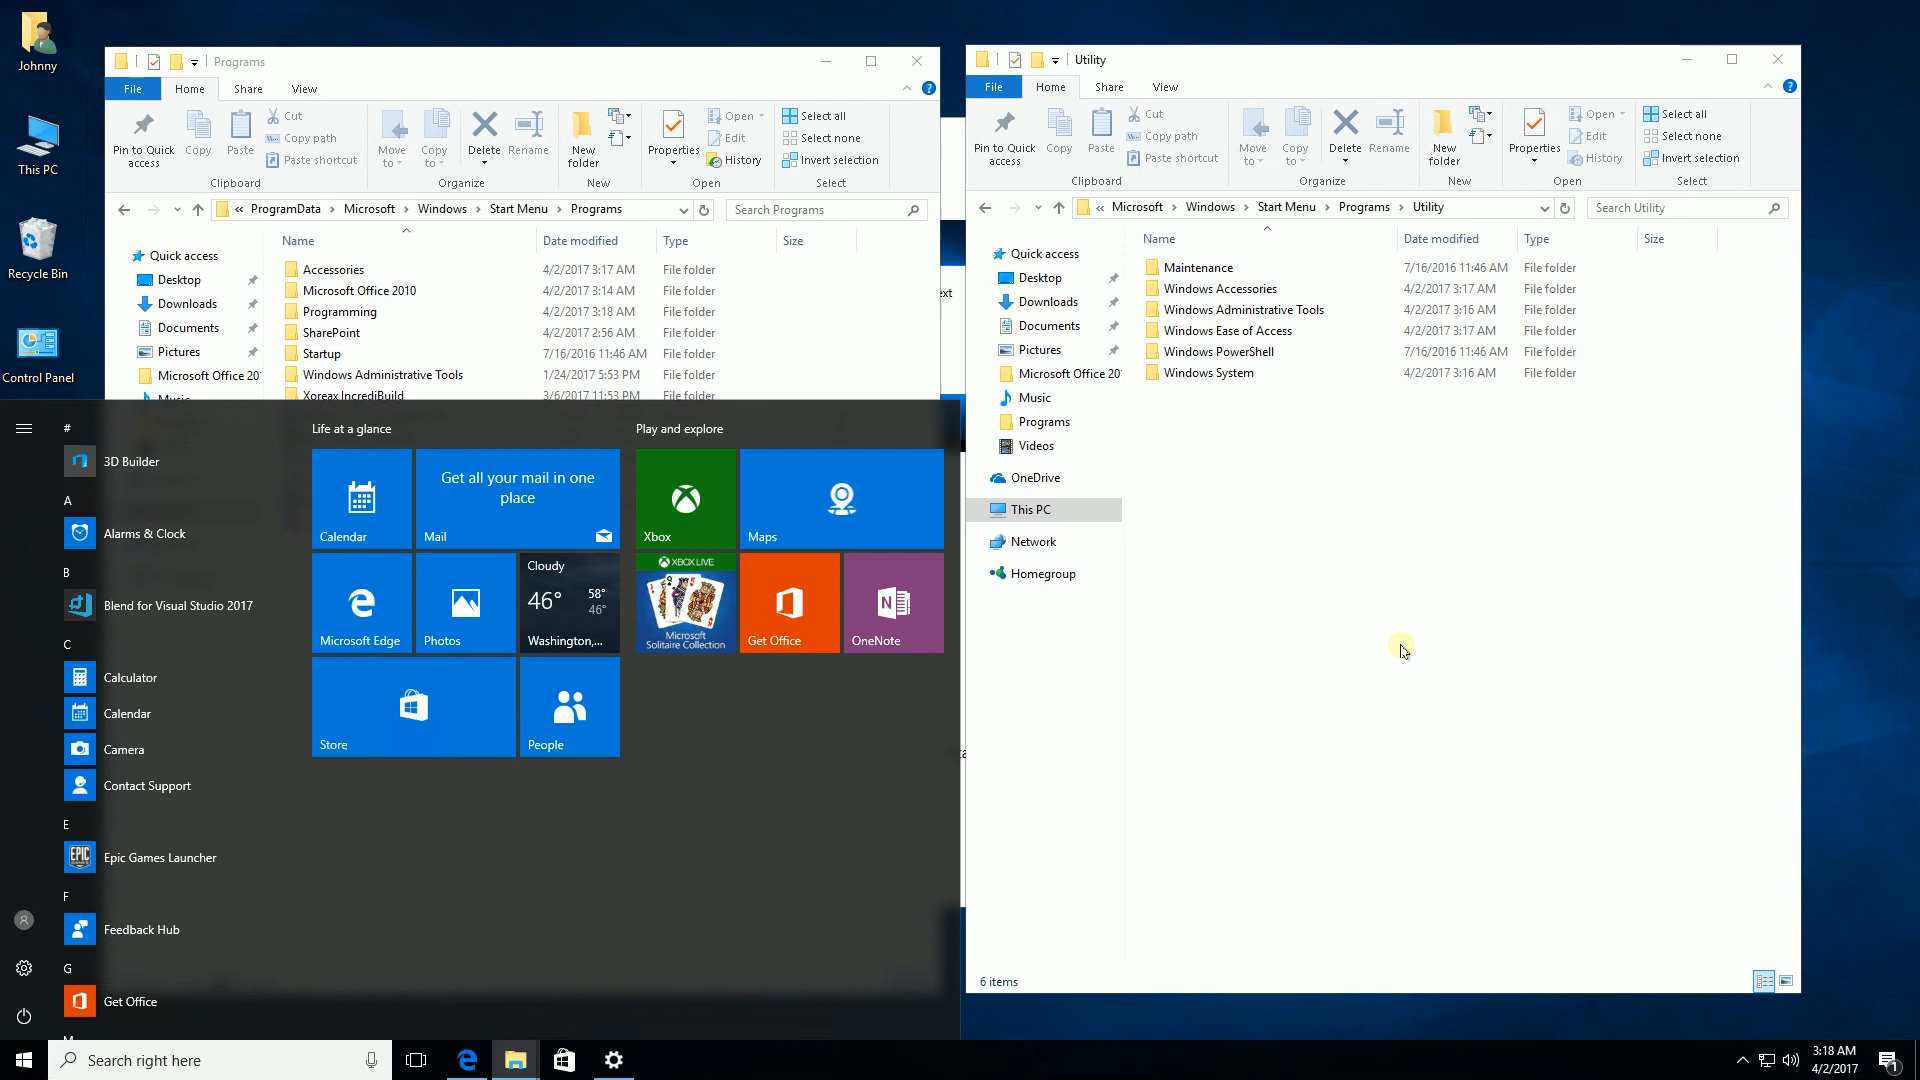 Johnny
This PC
Recycle Bin
Control Panel
Programs
File Home Share View
Pin to Quick access
Copy
Paste
Cut
Copy path
Paste shortcut
Clipboard
Move to
Copy to
Delete
Rename
Organize
New folder
New
Properties
Open
Edit
History
Open
Select all
Select none
Invert selection
Select
« ProgramData › Microsoft › Windows › Start Menu › Programs
Search Programs
Quick access
Desktop
Downloads
Documents
Pictures
Microsoft Office 20
Name Date modified Type Size
Accessories 4/2/2017 3:17 AM File folder
Microsoft Office 2010 4/2/2017 3:14 AM File folder
Programming 4/2/2017 3:18 AM File folder
SharePoint 4/2/2017 2:56 AM File folder
Startup 7/16/2016 11:46 AM File folder
Windows Administrative Tools 1/24/2017 5:53 PM File folder
Xoreax IncrediBuild 3/6/2017 11:53 PM File folder
ext
Utility
File Home Share View
Pin to Quick access
Copy
Paste
Cut
Copy path
Paste shortcut
Clipboard
Move to
Copy to
Delete
Rename
Organize
New folder
New
Properties
Open
Edit
History
Open
Select all
Select none
Invert selection
Select
« Microsoft › Windows › Start Menu › Programs › Utility
Search Utility
Quick access
Desktop
Downloads
Documents
Pictures
Microsoft Office 20
Music
Programs
Videos
OneDrive
This PC
Network
Homegroup
Name Date modified Type Size
Maintenance 7/16/2016 11:46 AM File folder
Windows Accessories 4/2/2017 3:17 AM File folder
Windows Administrative Tools 4/2/2017 3:16 AM File folder
Windows Ease of Access 4/2/2017 3:17 AM File folder
Windows PowerShell 7/16/2016 11:46 AM File folder
Windows System 4/2/2017 3:16 AM File folder
6 items
#
3D Builder
A
Alarms & Clock
B
Blend for Visual Studio 2017
C
Calculator
Calendar
Camera
Contact Support
E
EPIC GAMES
Epic Games Launcher
F
Feedback Hub
G
Get Office
Life at a glance
Calendar
Get all your mail in one
place
Mail
Microsoft Edge
Photos
Cloudy
46° 58°
46°
Washington,...
Store
People
Play and explore
Xbox
Maps
XBOX LIVE
Microsoft
Solitaire Collection
Get Office
OneNote
Search right here
3:18 AM
4/2/2017
1